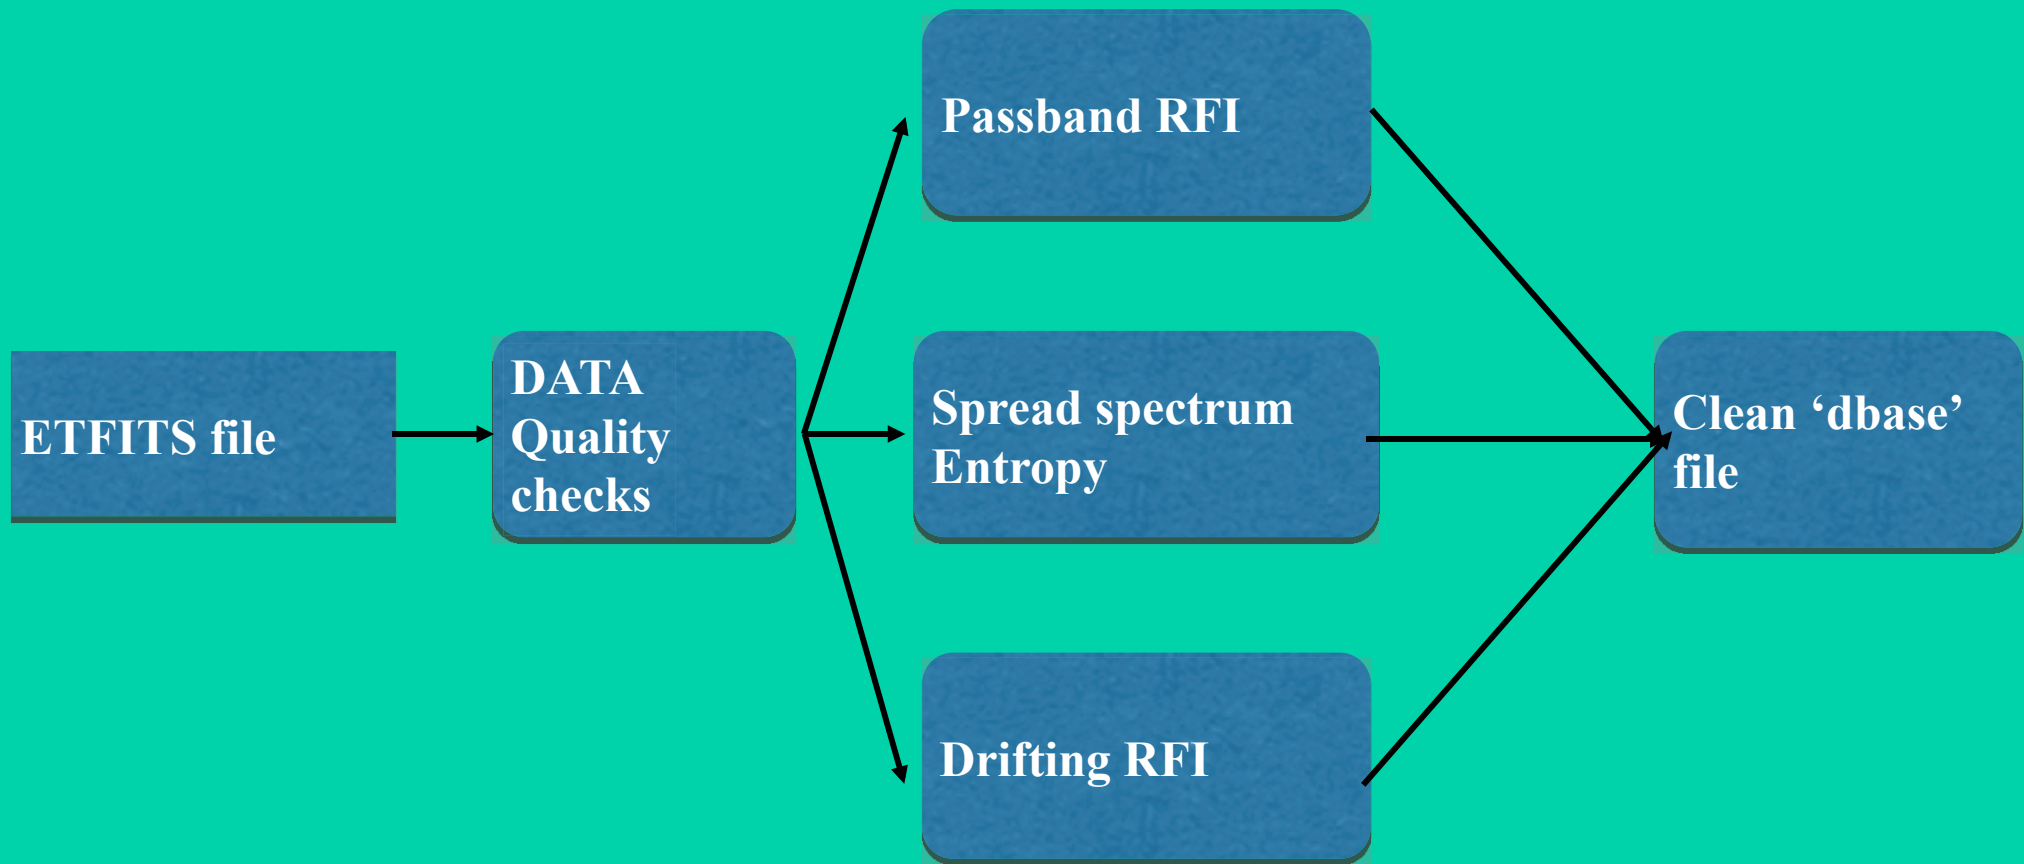 Passband RFI
ETFITS file
DATA
Quality
checks
Spread spectrum
Entropy
Clean ‘dbase’
file
Drifting RFI